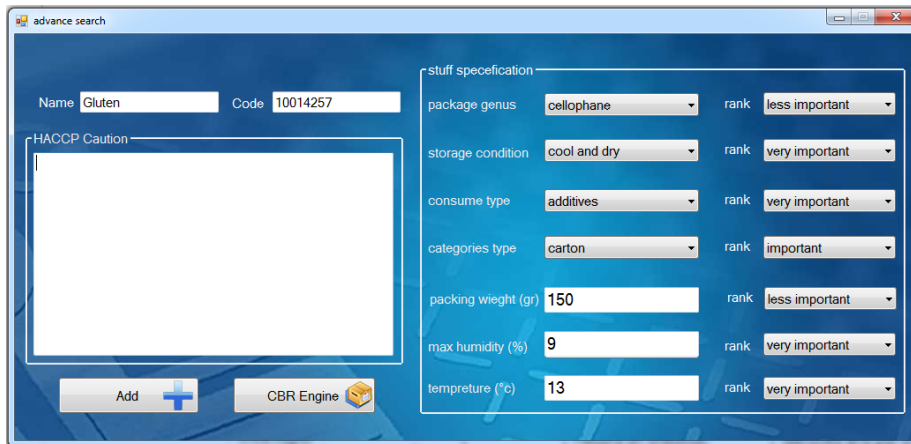 advance search
Name Gluten Code 10014257
HACCP Caution
Add
CBR Engine
stuff specefication
package genus cellophane rank less important
storage condition cool and dry rank very important
consume type additives rank very important
categories type carton rank important
packing wieght (gr) 150 rank less important
max humidity (%) 9 rank very important
tempreture (°c) 13 rank very important